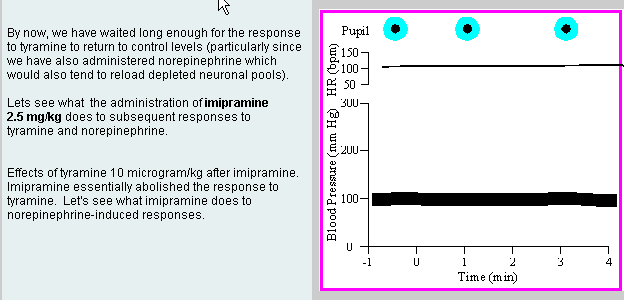 By now, we have waited long enough for the response
to tyramine to return to control levels (particularly since
we have also administered norepinephrine which
would also tend to reload depleted neuronal pools).
Lets see what the administration of imipramine
2.5 mg/kg does to subsequent responses to
tyramine and norepinephrine.
Effects of tyramine 10 microgram/kg after imipramine.
Imipramine essentially abolished the response to
tyramine. Let's see what imipramine does to
norepinephrine-induced responses.
Pupil
HR (bpm)
150
100
50
Blood Pressure (mm Hg)
300
200
100
0
-1 0 1 2 3 4
Time (min)